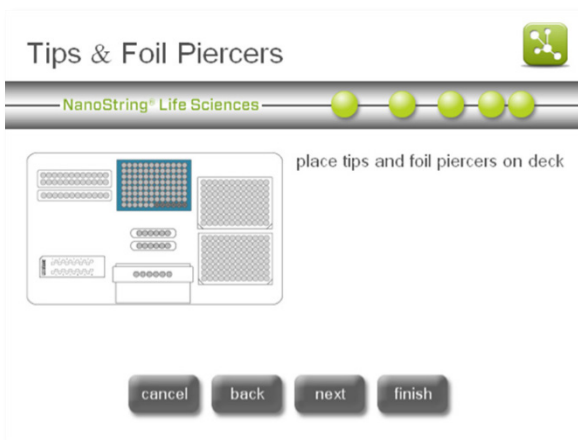 Tips & Foil Piercers
NanoString® Life Sciences
place tips and foil piercers on deck
cancel
back
next
finish